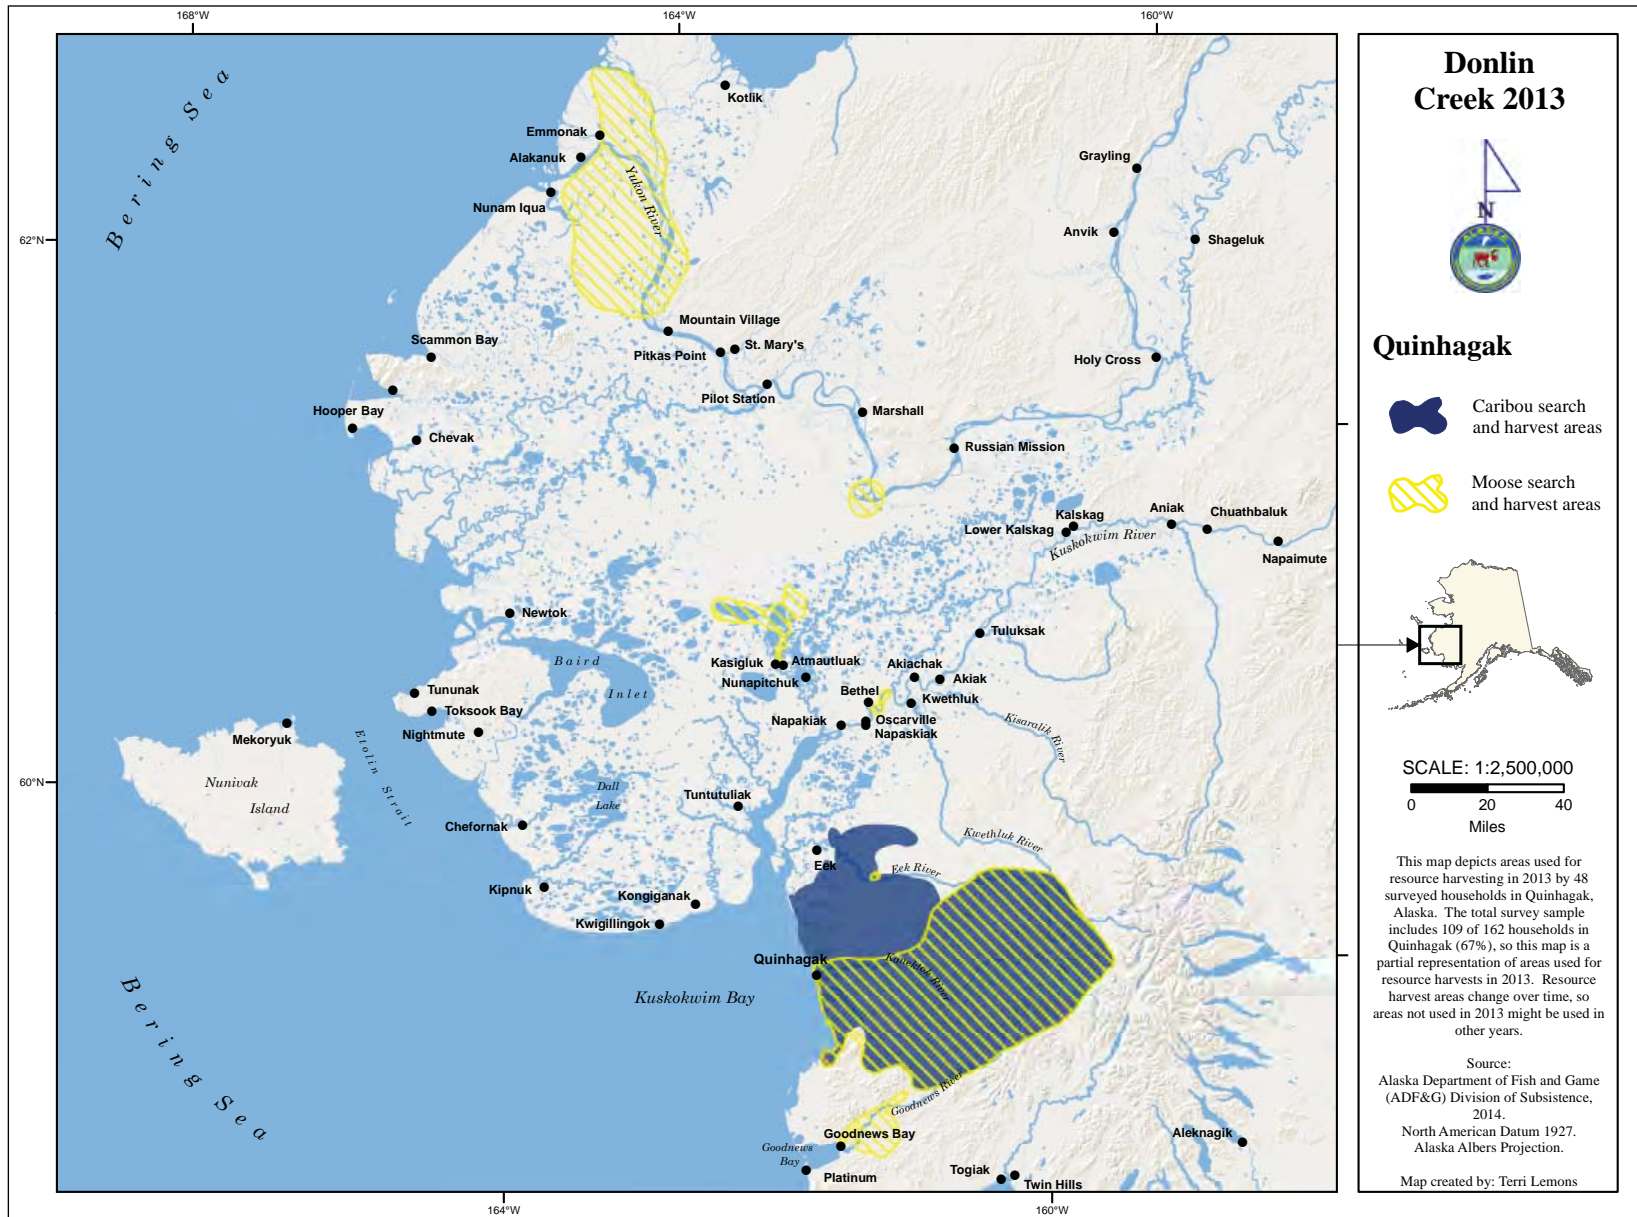 168°W
164°W
160°W
Bering Sea
Kotlik
Emmonak
Alakanuk
Yukon River
Nunam Iqua
Grayling
Anvik
Shageluk
62°N
Mountain Village
Scammon Bay
St. Mary's
Pitkas Point
Holy Cross
Pilot Station
Hooper Bay
Marshall
Chevak
Russian Mission
Kalskag
Aniak
Chuathbaluk
Lower Kalskag
Kuskokwim River
Napaimute
Newtok
Tuluksak
Baird
Inlet
Kasigluk
Atmautluak
Akiachak
Nunapitchuk
Akiak
Tununak
Bethel
Kwethluk
Toksook Bay
Napakiak
Oscarville
Kisaralik River
Nightmute
Napaskiak
Mekoryuk
Etolin Strait
60°N
Nunivak
Island
Dall
Lake
Tuntutuliak
Chefornak
Kwethluk River
Eek
Eek River
Kipnuk
Kongiganak
Kwigillingok
Quinhagak
Kanektok River
Kuskokwim Bay
Bering Sea
Goodnews River
Goodnews Bay
Goodnews
Bay
Aleknagik
Platinum
Togiak
Twin Hills
164°W
160°W
Donlin
Creek 2013
N
ALASKA
Quinhagak
Caribou search
and harvest areas
Moose search
and harvest areas
SCALE: 1:2,500,000
0 20 40
Miles
This map depicts areas used for
resource harvesting in 2013 by 48
surveyed households in Quinhagak,
Alaska. The total survey sample
includes 109 of 162 households in
Quinhagak (67%), so this map is a
partial representation of areas used for
resource harvests in 2013. Resource
harvest areas change over time, so
areas not used in 2013 might be used in
other years.
Source:
Alaska Department of Fish and Game
(ADF&G) Division of Subsistence,
2014.
North American Datum 1927.
Alaska Albers Projection.
Map created by: Terri Lemons